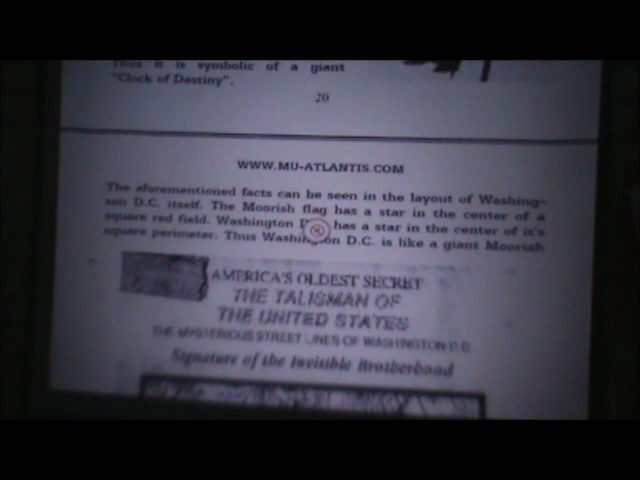 Thus it is symbolic of a giant
"Clock of Destiny".
20
WWW.MU-ATLANTIS.COM
The aforementioned facts can be seen in the layout of Washing-
ton D.C. itself. The Moorish flag has a star in the center of a
square red field. Washington has a star in the center of it's
square perimeter. Thus Washington D.C. is like a giant Moorish
AMERICA'S OLDEST SECRET
THE TALISMAN OF
THE UNITED STATES
THE MYSTERIOUS STREET LINES OF WASHINGTON D.C.
Signature of the Invisible Brotherhood